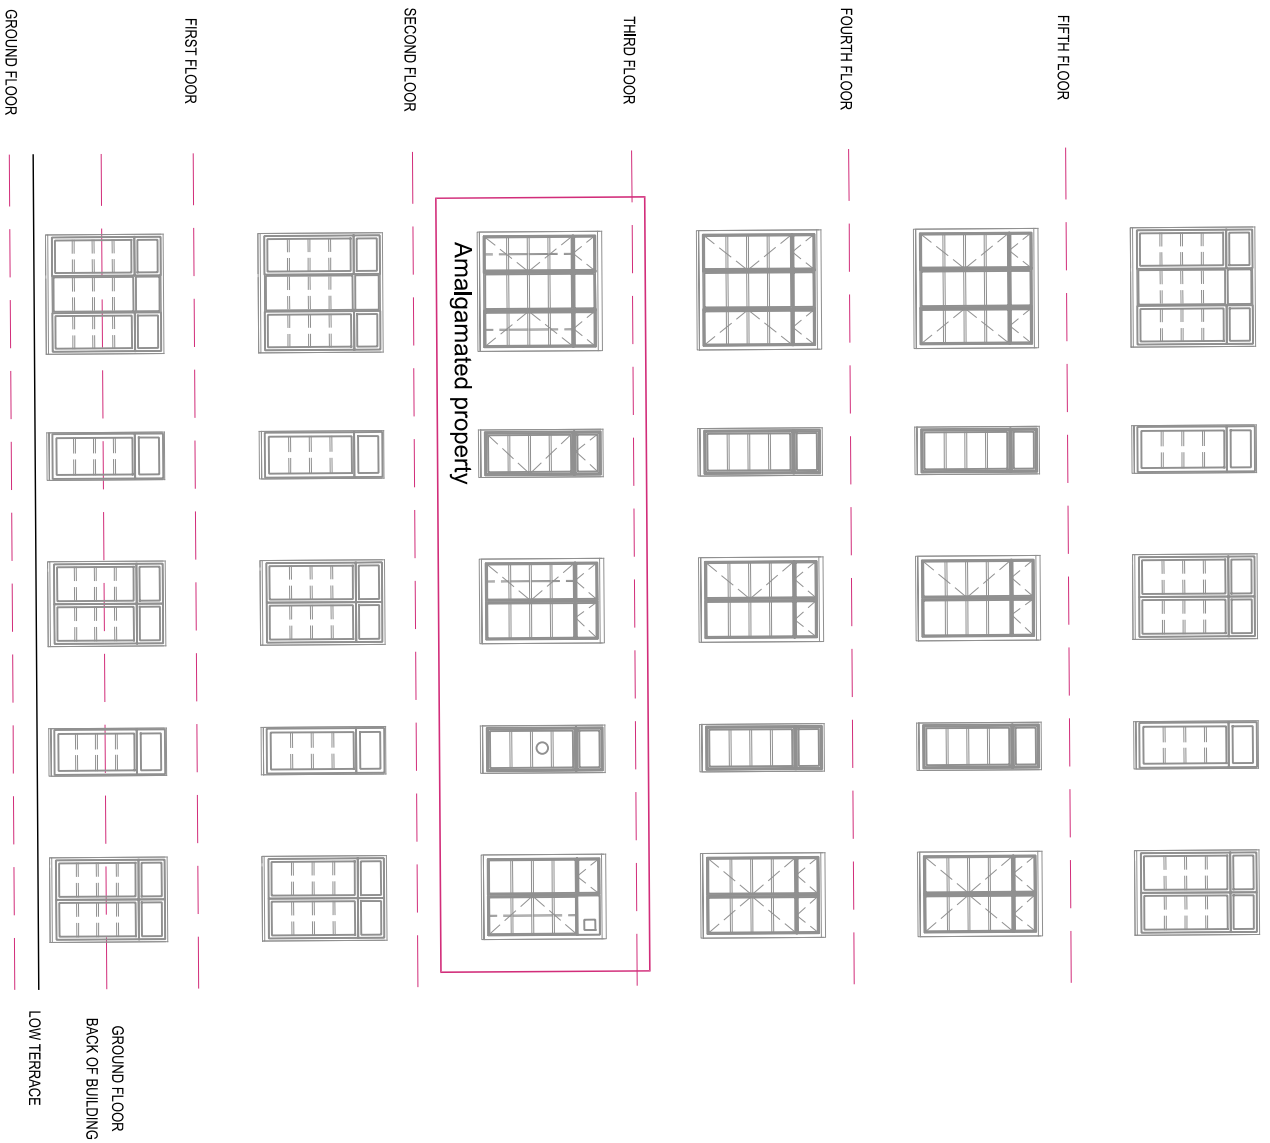 GROUND FLOOR
FIRST FLOOR
SECOND FLOOR
THIRD FLOOR
FOURTH FLOOR
FIFTH FLOOR
Amalgamated property
LOW TERRACE
GROUND FLOOR
BACK OF BUILDING